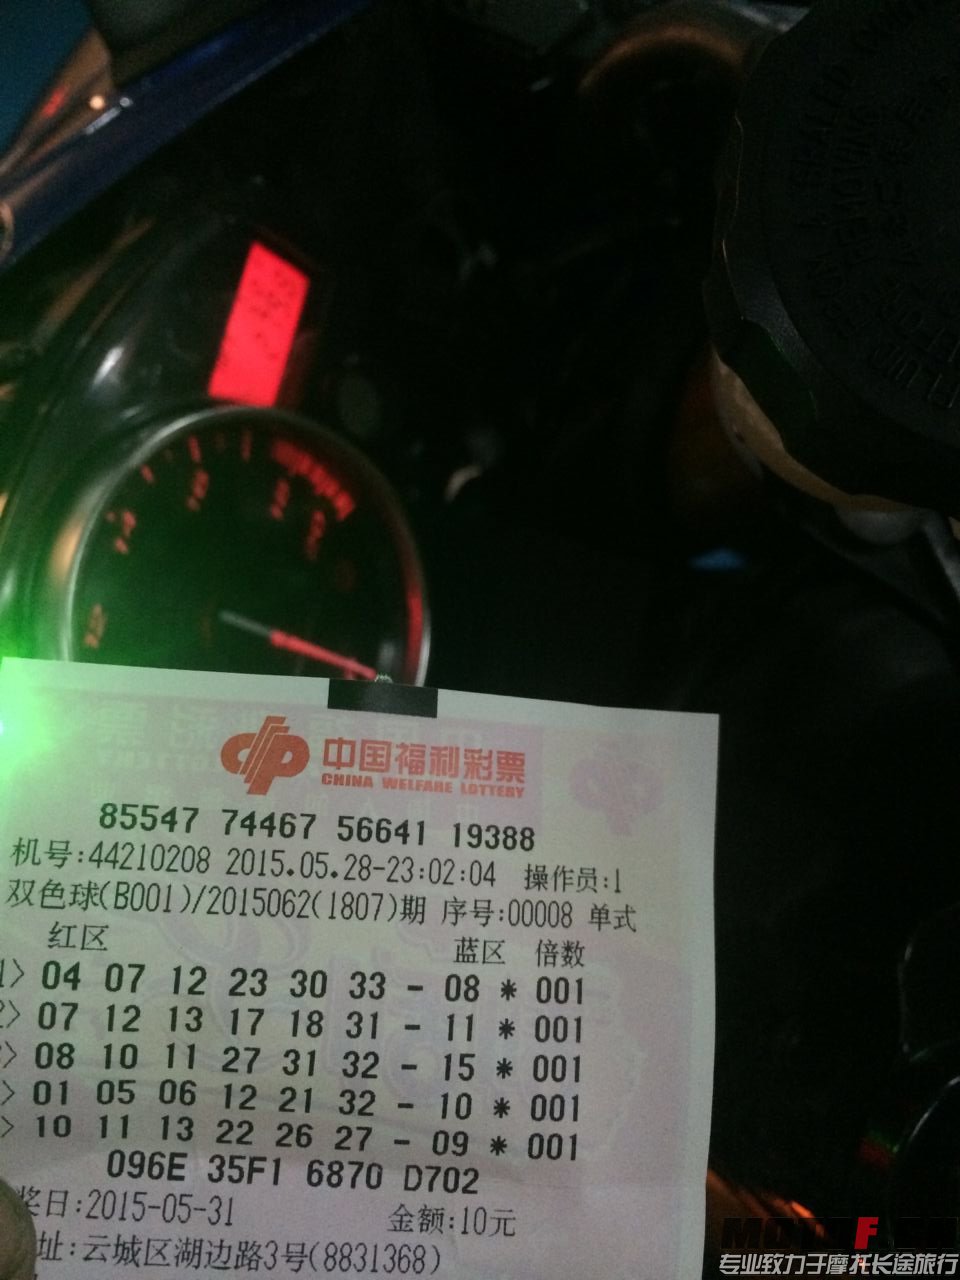 中国福利彩票
CHINA WELFARE LOTTERY
85547 74467 56641 19388
机号:44210208 2015.05.28-23:02:04 操作员:1
双色球(B001)/2015062(1807)期 序号:00008 单式
红区 蓝区 倍数
1> 04 07 12 23 30 33 - 08 * 001
2> 07 12 13 17 18 31 - 11 * 001
> 08 10 11 27 31 32 - 15 * 001
> 01 05 06 12 21 32 - 10 * 001
> 10 11 13 22 26 27 - 09 * 001
096E 35F1 6870 D702
奖日:2015-05-31 金额:10元
址:云城区湖边路3号(8831368)
专业致力于摩托长途旅行